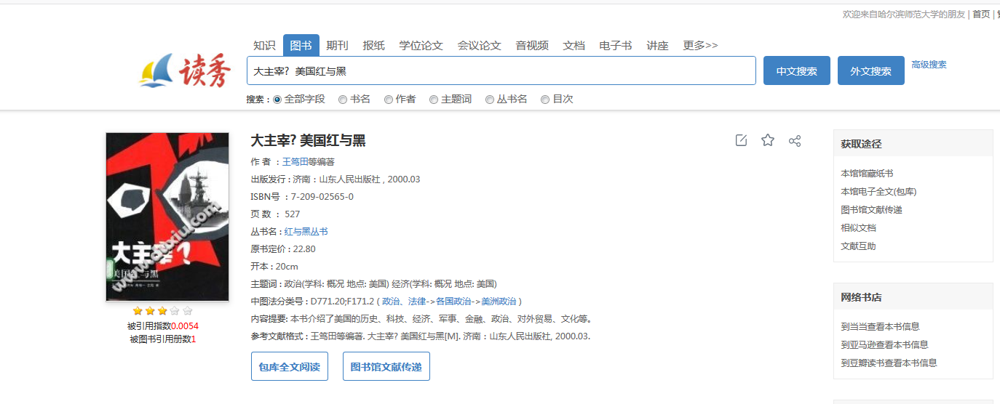 欢迎来自哈尔滨师范大学的朋友 | 首页 |
知识 图书 期刊 报纸 学位论文 会议论文 音视频 文档 电子书 讲座 更多>>
读秀
大主宰? 美国红与黑
中文搜索 外文搜索 高级搜索
搜索： 全部字段 书名 作者 主题词 丛书名 目次
大主宰? 美国红与黑
作 者 ：王笃田等编著
出版发行 : 济南：山东人民出版社 , 2000.03
ISBN号 ：7-209-02565-0
页 数 ： 527
丛书名 : 红与黑丛书
原书定价 : 22.80
开本 : 20cm
主题词 : 政治(学科: 概况 地点: 美国) 经济(学科: 概况 地点: 美国)
中图法分类号 : D771.20;F171.2 ( 政治、法律->各国政治->美洲政治 )
内容提要: 本书介绍了美国的历史、科技、经济、军事、金融、政治、对外贸易、文化等。
参考文献格式 : 王笃田等编著. 大主宰? 美国红与黑[M]. 济南：山东人民出版社, 2000.03.
包库全文阅读 图书馆文献传递
大主宰?
美国红与黑
www.duxiu.com
被引用指数0.0054
被图书引用册数1
获取途径
本馆馆藏纸书
本馆电子全文(包库)
图书馆文献传递
相似文档
文献互助
网络书店
到当当查看本书信息
到亚马逊查看本书信息
到豆瓣读书查看本书信息